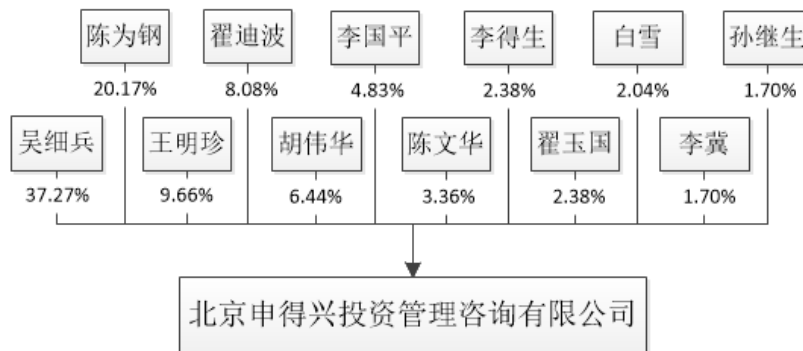 陈为钢 翟迪波 李国平 李得生 白雪 孙继生
20.17% 8.08% 4.83% 2.38% 2.04% 1.70%
吴细兵 王明珍 胡伟华 陈文华 翟玉国 李冀
37.27% 9.66% 6.44% 3.36% 2.38% 1.70%
北京申得兴投资管理咨询有限公司